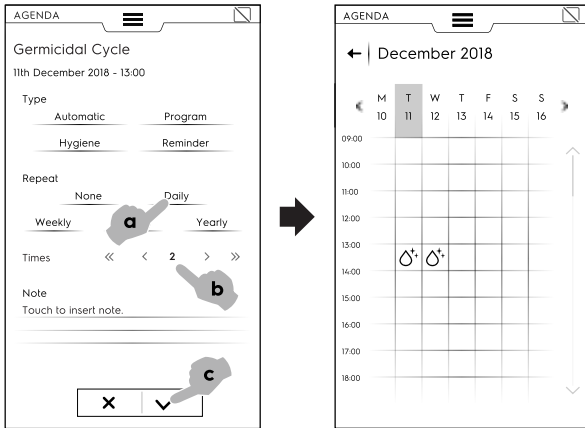 AGENDA
Germicidal Cycle
11th December 2018 - 13:00
Type
Automatic Program
Hygiene Reminder
Repeat
None Daily
Weekly Yearly
a
Times « < 2 > »
b
Note
Touch to insert note.
c
AGENDA
December 2018
M T W T F S S
10 11 12 13 14 15 16
09:00
10:00
11:00
12:00
13:00
14:00
15:00
16:00
17:00
18:00